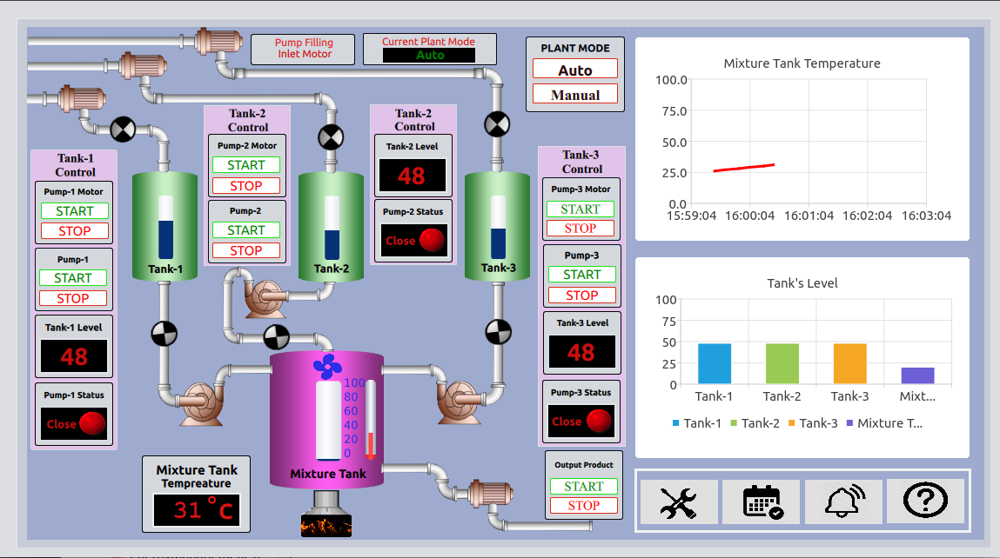 Pump Filling
Inlet Motor
Current Plant Mode
Auto
PLANT MODE
Auto
Manual
Tank-1
Control
Pump-1 Motor
START
STOP
Pump-1
START
STOP
Tank-1 Level
48
Pump-1 Status
Close
Tank-2
Control
Pump-2 Motor
START
STOP
Pump-2
START
STOP
Tank-2
Control
Tank-2 Level
48
Pump-2 Status
Close
Tank-3
Control
Pump-3 Motor
START
STOP
Pump-3
START
STOP
Tank-3 Level
48
Pump-3 Status
Close
Tank-1
Tank-2
Tank-3
100
80
60
40
20
0
Mixture Tank
Mixture Tank
Tempreature
31°c
Output Product
START
STOP
Mixture Tank Temperature
100.0
75.0
50.0
25.0
0.0
15:59:04 16:00:04 16:01:04 16:02:04 16:03:04
Tank's Level
100
75
50
25
0
Tank-1 Tank-2 Tank-3 Mixt...
Tank-1 Tank-2 Tank-3 Mixture T...